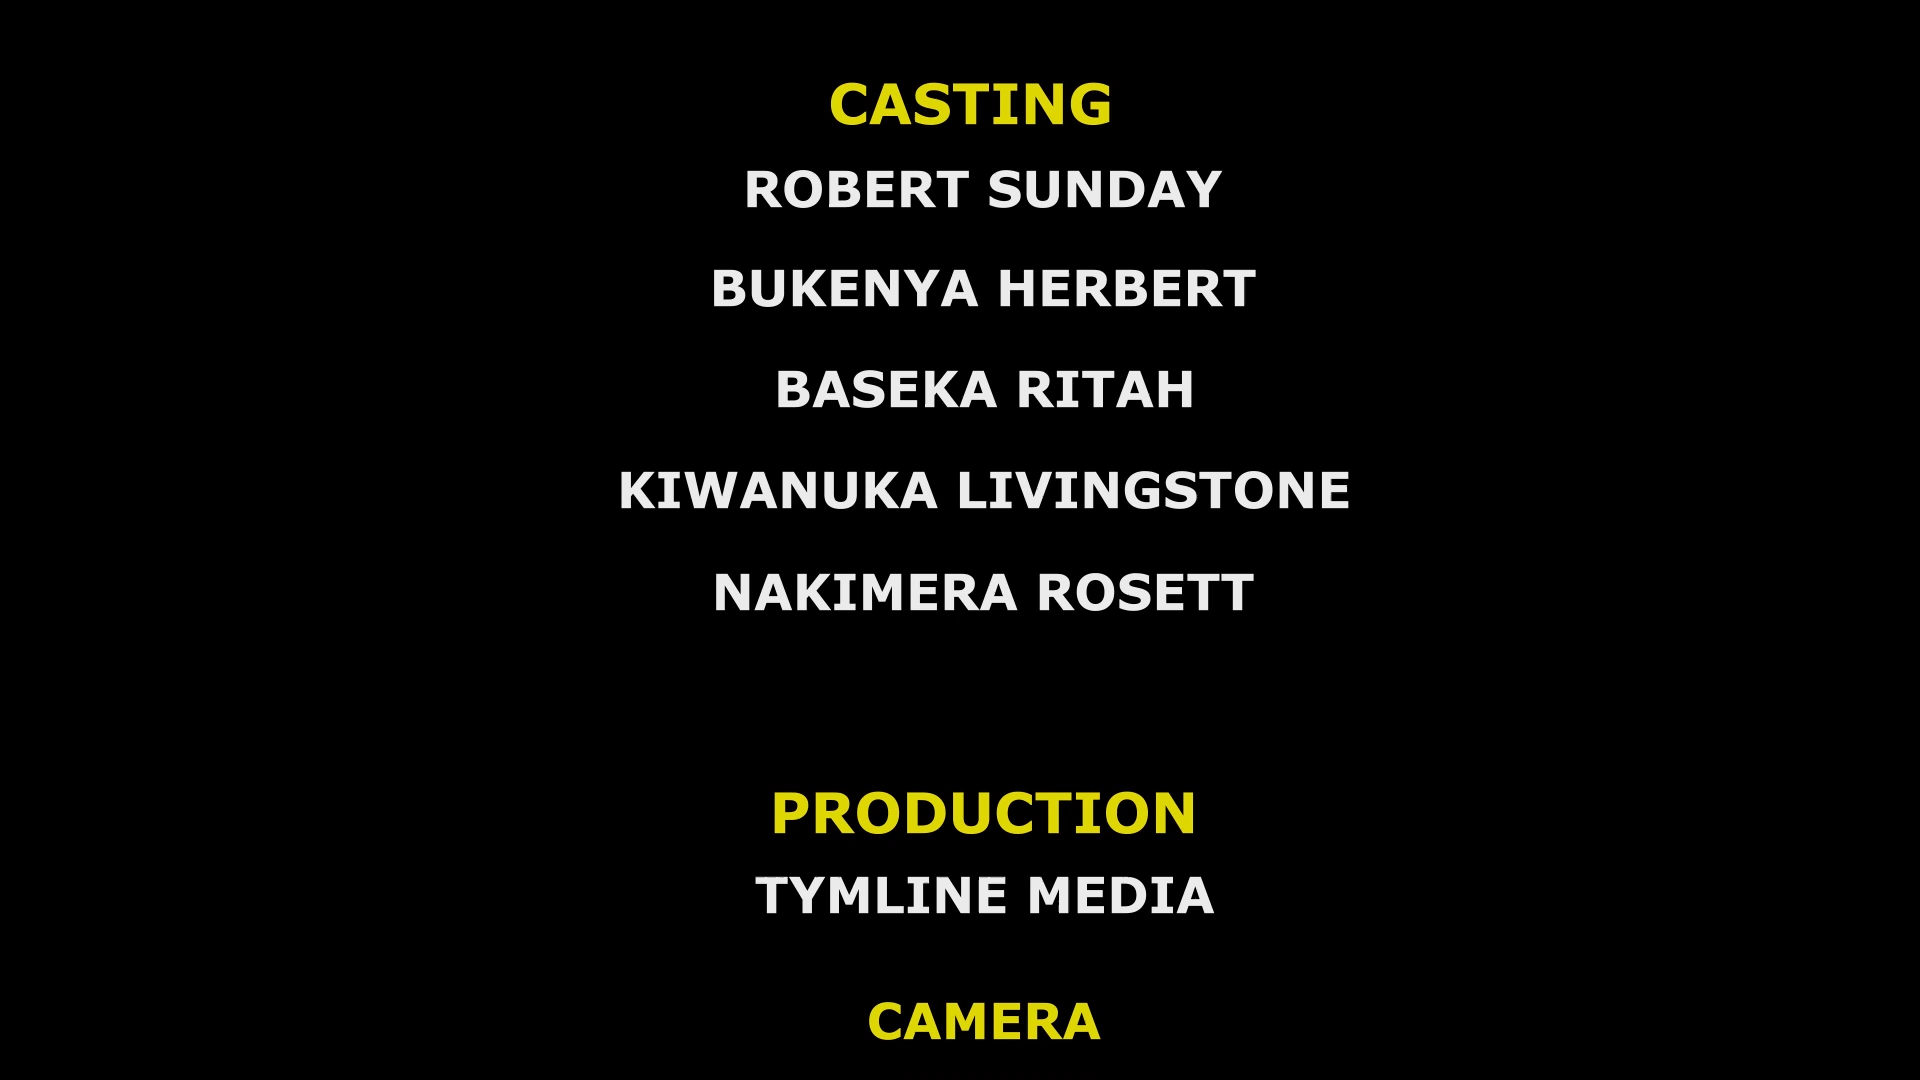 CASTING
ROBERT SUNDAY
BUKENYA HERBERT
BASEKA RITAH
KIWANUKA LIVINGSTONE
NAKIMERA ROSETT
PRODUCTION
TYMLINE MEDIA
CAMERA